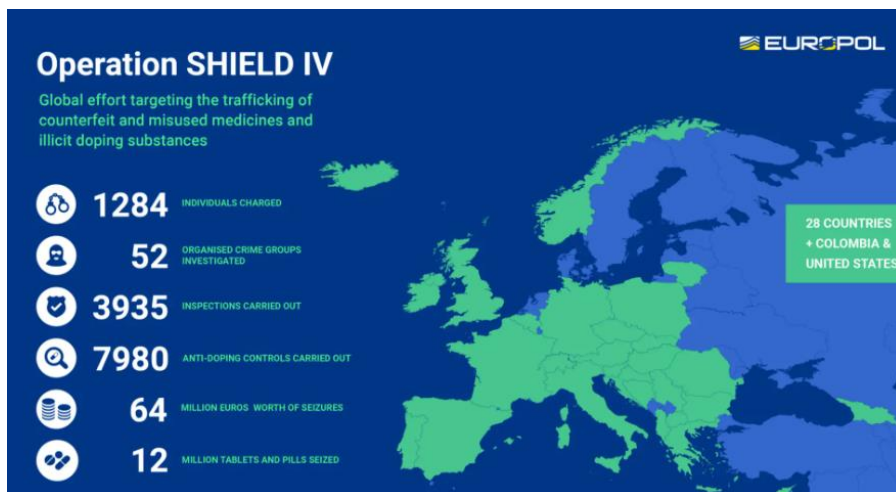 EUROPOL
Operation SHIELD IV
Global effort targeting the trafficking of
counterfeit and misused medicines and
illicit doping substances
1284 INDIVIDUALS CHARGED
52 ORGANISED CRIME GROUPS
INVESTIGATED
3935 INSPECTIONS CARRIED OUT
7980 ANTI-DOPING CONTROLS CARRIED OUT
64 MILLION EUROS WORTH OF SEIZURES
12 MILLION TABLETS AND PILLS SEIZED
28 COUNTRIES
+ COLOMBIA &
UNITED STATES